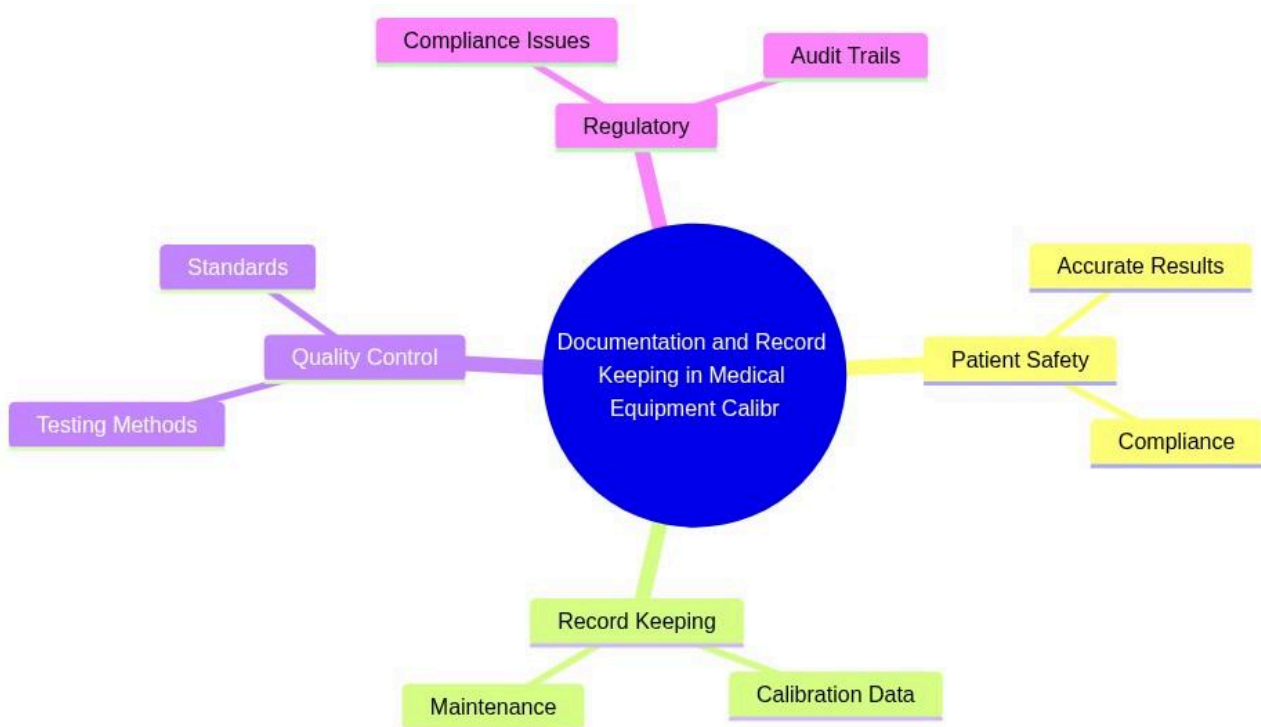 Compliance Issues
Audit Trails
Regulatory
Standards
Accurate Results
Quality Control
Documentation and Record
Keeping in Medical
Equipment Calibr
Patient Safety
Testing Methods
Compliance
Record Keeping
Maintenance
Calibration Data